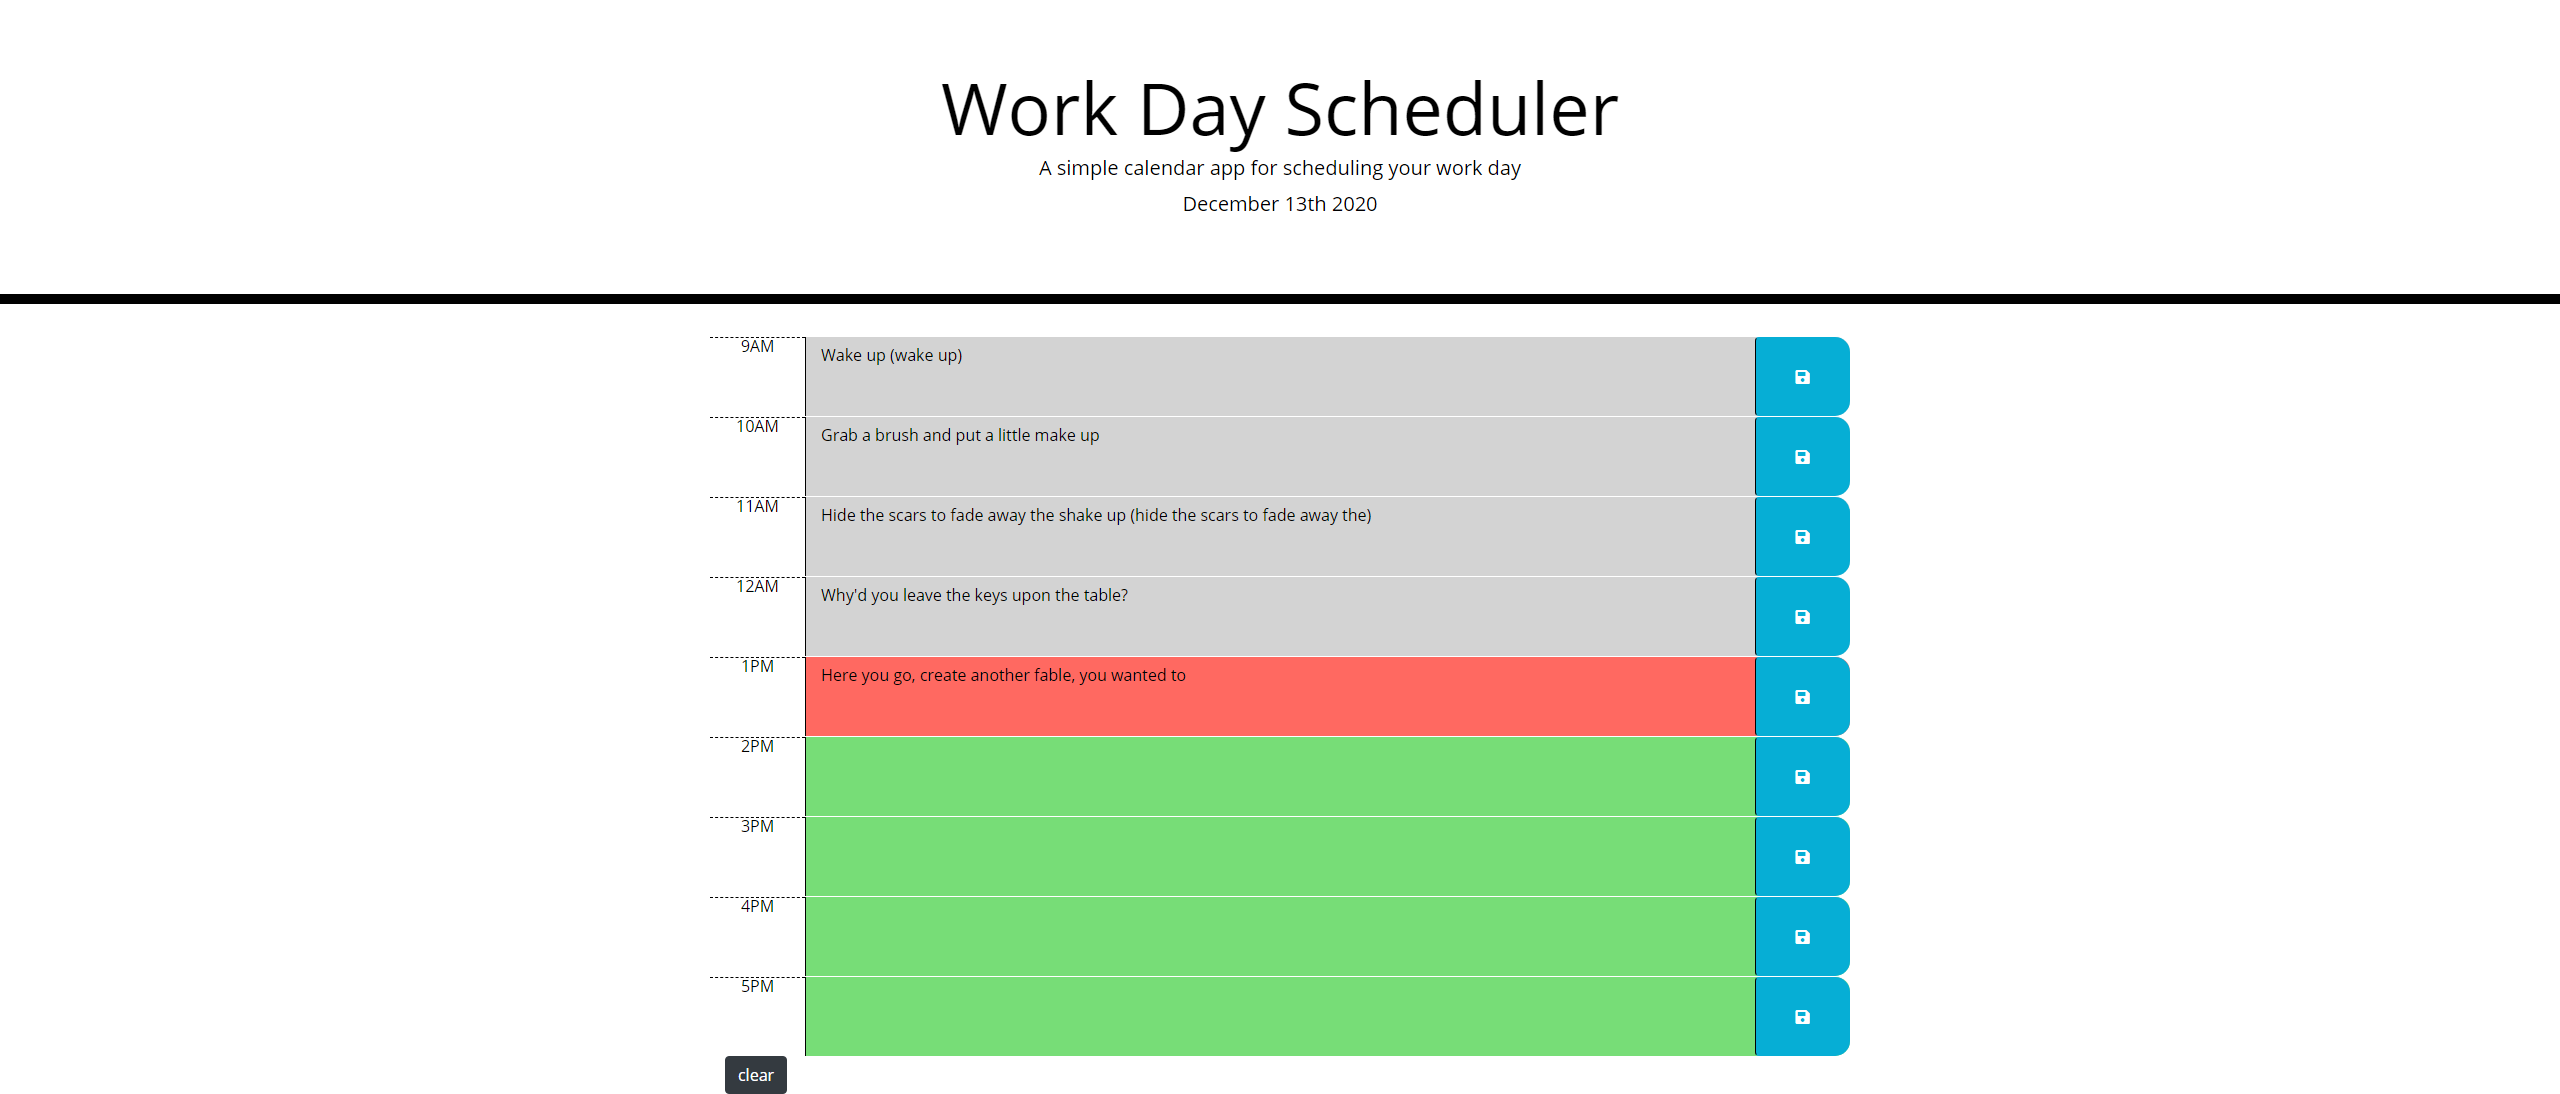 Work Day Scheduler
A simple calendar app for scheduling your work day
December 13th 2020
9AM
Wake up (wake up)
10AM
Grab a brush and put a little make up
11AM
Hide the scars to fade away the shake up (hide the scars to fade away the)
12AM
Why'd you leave the keys upon the table?
1PM
Here you go, create another fable, you wanted to
2PM
3PM
4PM
5PM
clear